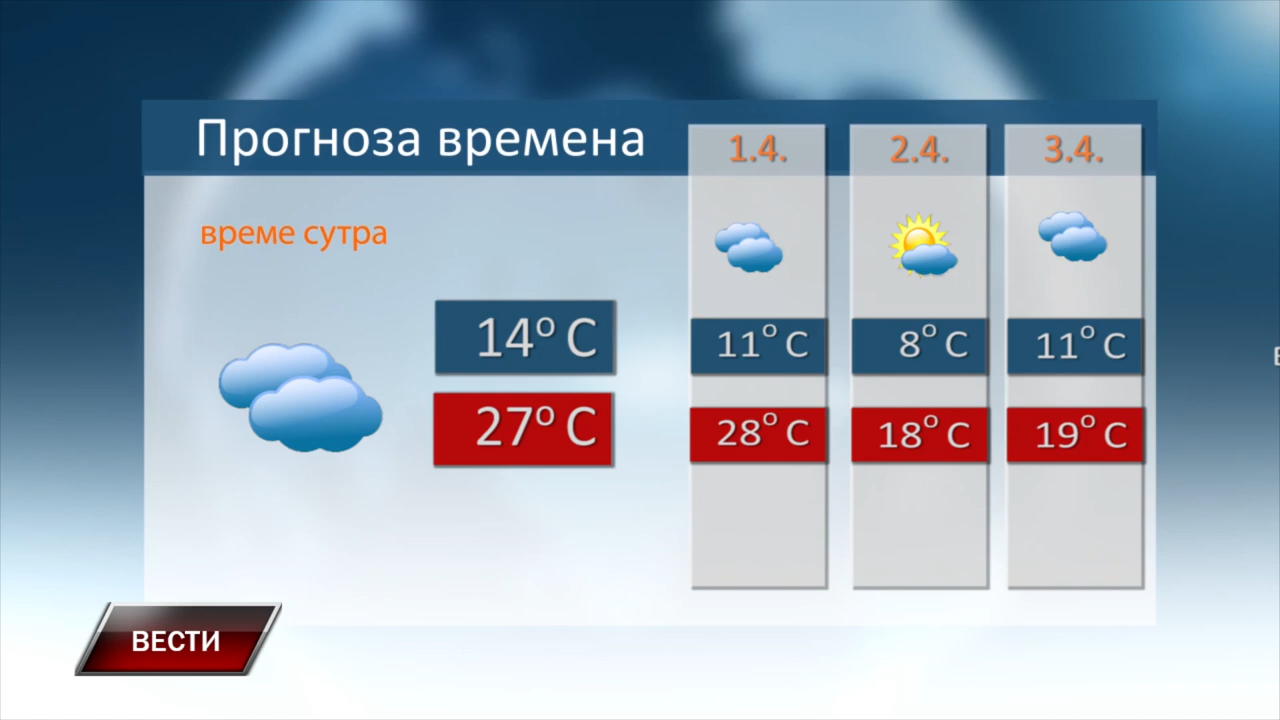 Прогноза времена
време сутра
14° C
27° C
1.4.
11° C
28° C
2.4.
8° C
18° C
3.4.
11° C
19° C
ВЕСТИ